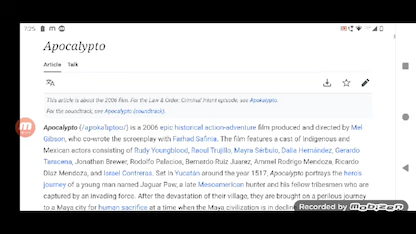 7:25
Apocalypto
Article Talk
This article is about the 2006 film. For the Law & Order: Criminal Intent episode, see Apokalypto.
For the soundtrack, see Apocalypto (soundtrack).
Apocalypto (/əˌpɒkəˈlɪptoʊ/) is a 2006 epic historical action-adventure film produced and directed by Mel
Gibson, who co-wrote the screenplay with Farhad Safinia. The film features a cast of Indigenous and
Mexican actors consisting of Rudy Youngblood, Raoul Trujillo, Mayra Sérbulo, Dalia Hernández, Gerardo
Taracena, Jonathan Brewer, Rodolfo Palacios, Bernardo Ruiz Juarez, Ammel Rodrigo Mendoza, Ricardo
Díaz Mendoza, and Israel Contreras. Set in Yucatán around the year 1517, Apocalypto portrays the hero's
journey of a young man named Jaguar Paw, a late Mesoamerican hunter and his fellow tribesmen who are
captured by an invading force. After the devastation of their village, they are brought on a perilous journey
to a Maya city for human sacrifice at a time when the Maya civilization is in
Recorded by MOBIZEN